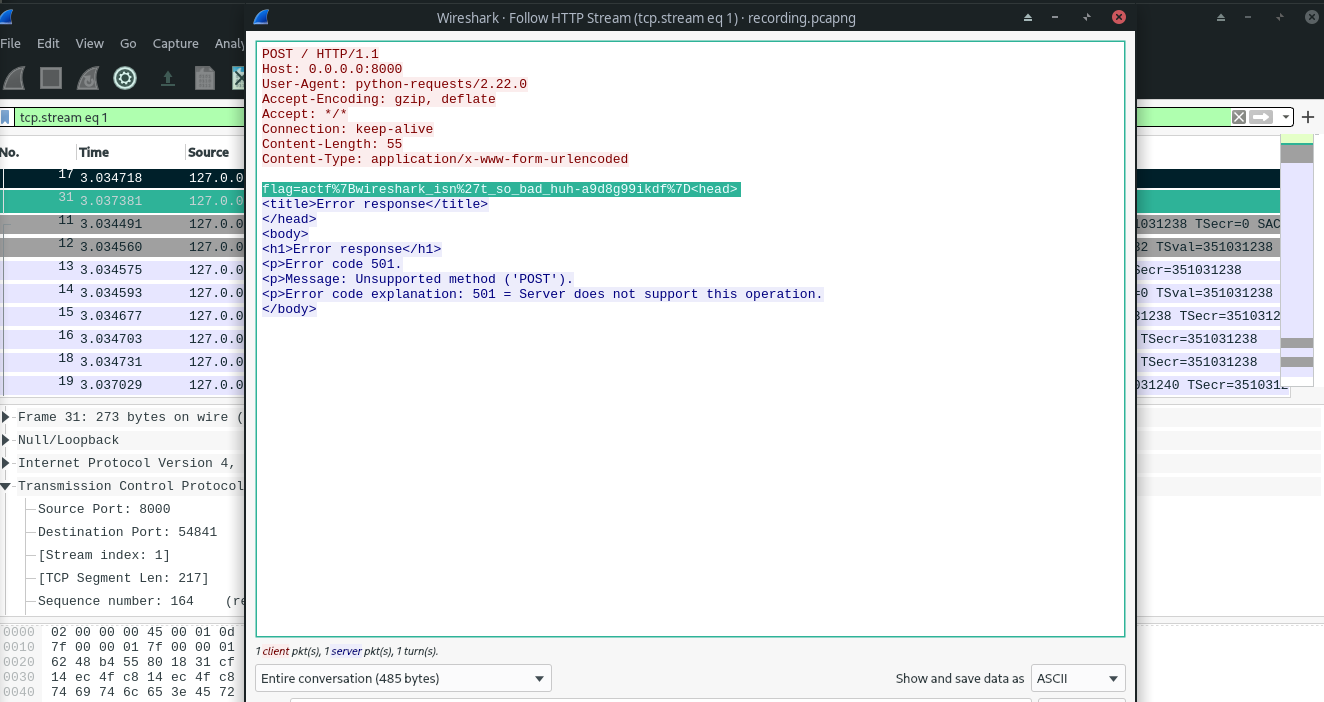 Wireshark · Follow HTTP Stream (tcp.stream eq 1) · recording.pcapng
File Edit View Go Capture Analy
tcp.stream eq 1
No. Time Source
17 3.034718 127.0.0
31 3.037381 127.0.0
11 3.034491 127.0.0
12 3.034560 127.0.0
13 3.034575 127.0.0
14 3.034593 127.0.0
15 3.034677 127.0.0
16 3.034703 127.0.0
18 3.034731 127.0.0
19 3.037029 127.0.0
POST / HTTP/1.1
Host: 0.0.0.0:8000
User-Agent: python-requests/2.22.0
Accept-Encoding: gzip, deflate
Accept: */*
Connection: keep-alive
Content-Length: 55
Content-Type: application/x-www-form-urlencoded
flag=actf%7Bwireshark_isn%27t_so_bad_huh-a9d8g99ikdf%7D<head>
<title>Error response</title>
</head>
<body>
<h1>Error response</h1>
<p>Error code 501.
<p>Message: Unsupported method ('POST').
<p>Error code explanation: 501 = Server does not support this operation.
</body>
1031238 TSecr=0 SAC
32 TSval=351031238
Secr=351031238
=0 TSval=351031238
31238 TSecr=3510312
TSecr=351031238
TSecr=351031238
031240 TSecr=3510312
Frame 31: 273 bytes on wire (
Null/Loopback
Internet Protocol Version 4,
Transmission Control Protocol
Source Port: 8000
Destination Port: 54841
[Stream index: 1]
[TCP Segment Len: 217]
Sequence number: 164 (re
0000 02 00 00 00 45 00 01 0d
0010 7f 00 00 01 7f 00 00 01
0020 62 48 b4 55 80 18 31 cf
0030 14 ec 4f c8 14 ec 4f c8
0040 74 69 74 6c 65 3e 45 72
1 client pkt(s), 1 server pkt(s), 1 turn(s).
Entire conversation (485 bytes)
Show and save data as ASCII